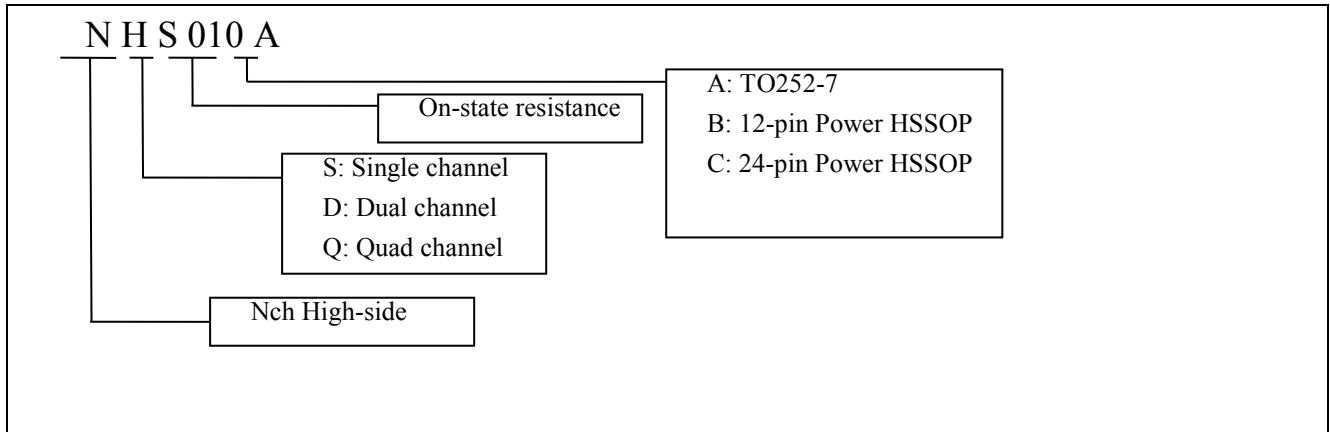 N H S 010 A
A: TO252-7
B: 12-pin Power HSSOP
C: 24-pin Power HSSOP
On-state resistance
S: Single channel
D: Dual channel
Q: Quad channel
Nch High-side